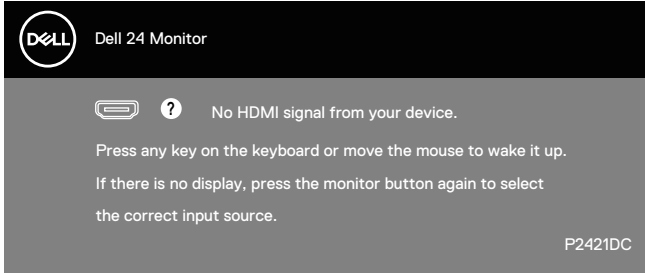 DELL Dell 24 Monitor
? No HDMI signal from your device.
Press any key on the keyboard or move the mouse to wake it up.
If there is no display, press the monitor button again to select
the correct input source.
P2421DC